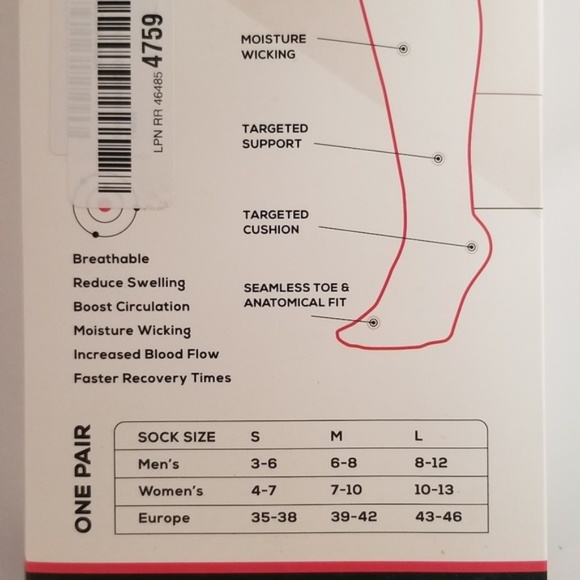 LPN RR 464854759
MOISTURE
WICKING
TARGETED
SUPPORT
TARGETED
CUSHION
SEAMLESS TOE &
ANATOMICAL FIT
Breathable
Reduce Swelling
Boost Circulation
Moisture Wicking
Increased Blood Flow
Faster Recovery Times
ONE PAIR
SOCK SIZE S M L
Men's 3-6 6-8 8-12
Women's 4-7 7-10 10-13
Europe 35-38 39-42 43-46